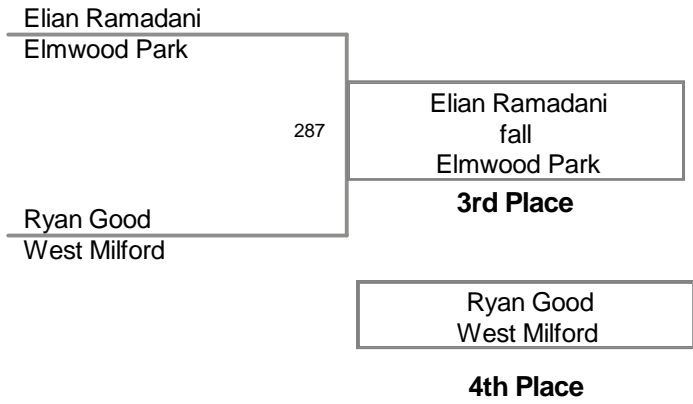 Elian Ramadani
Elmwood Park
287
Elian Ramadani
fall
Elmwood Park
3rd Place
Ryan Good
West Milford
Ryan Good
West Milford
4th Place